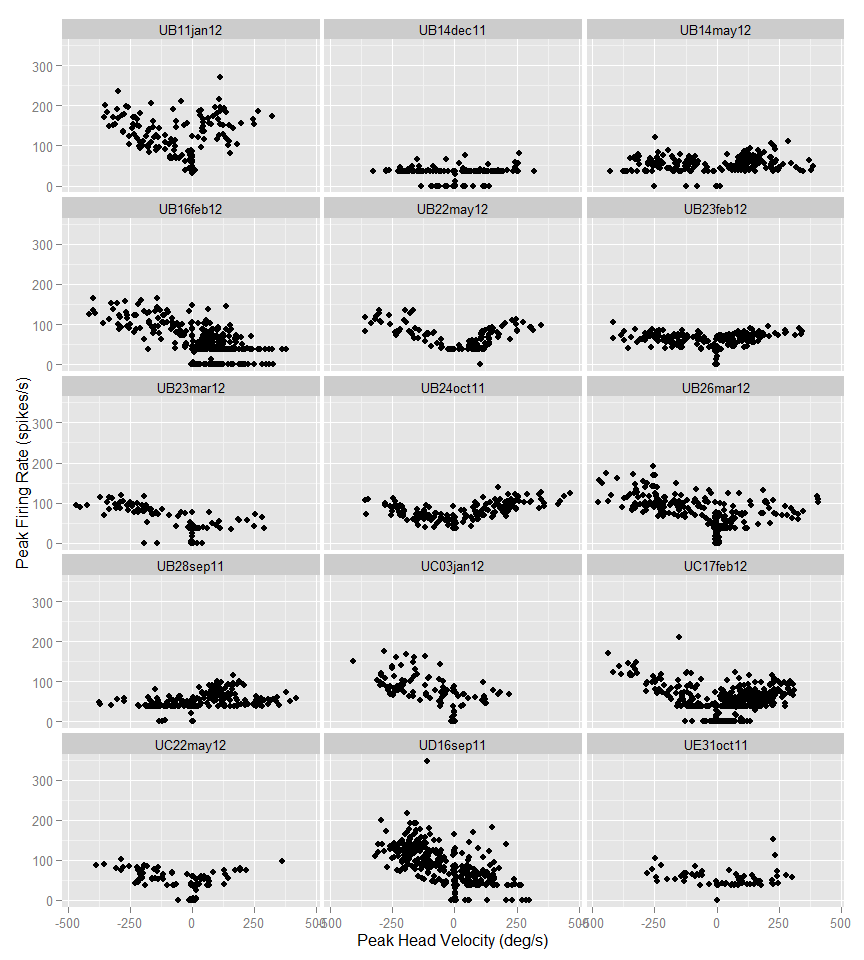 UB11jan12 UB14dec11 UB14may12
300
200
100
0
UB16feb12 UB22may12 UB23feb12
300
200
100
0
UB23mar12 UB24oct11 UB26mar12
300
200
100
0
UB28sep11 UC03jan12 UC17feb12
300
200
100
0
UC22may12 UD16sep11 UE31oct11
300
200
100
0
-500 -250 0 250 500 -500 -250 0 250 500 -500 -250 0 250 500
Peak Head Velocity (deg/s)
Peak Firing Rate (spikes/s)